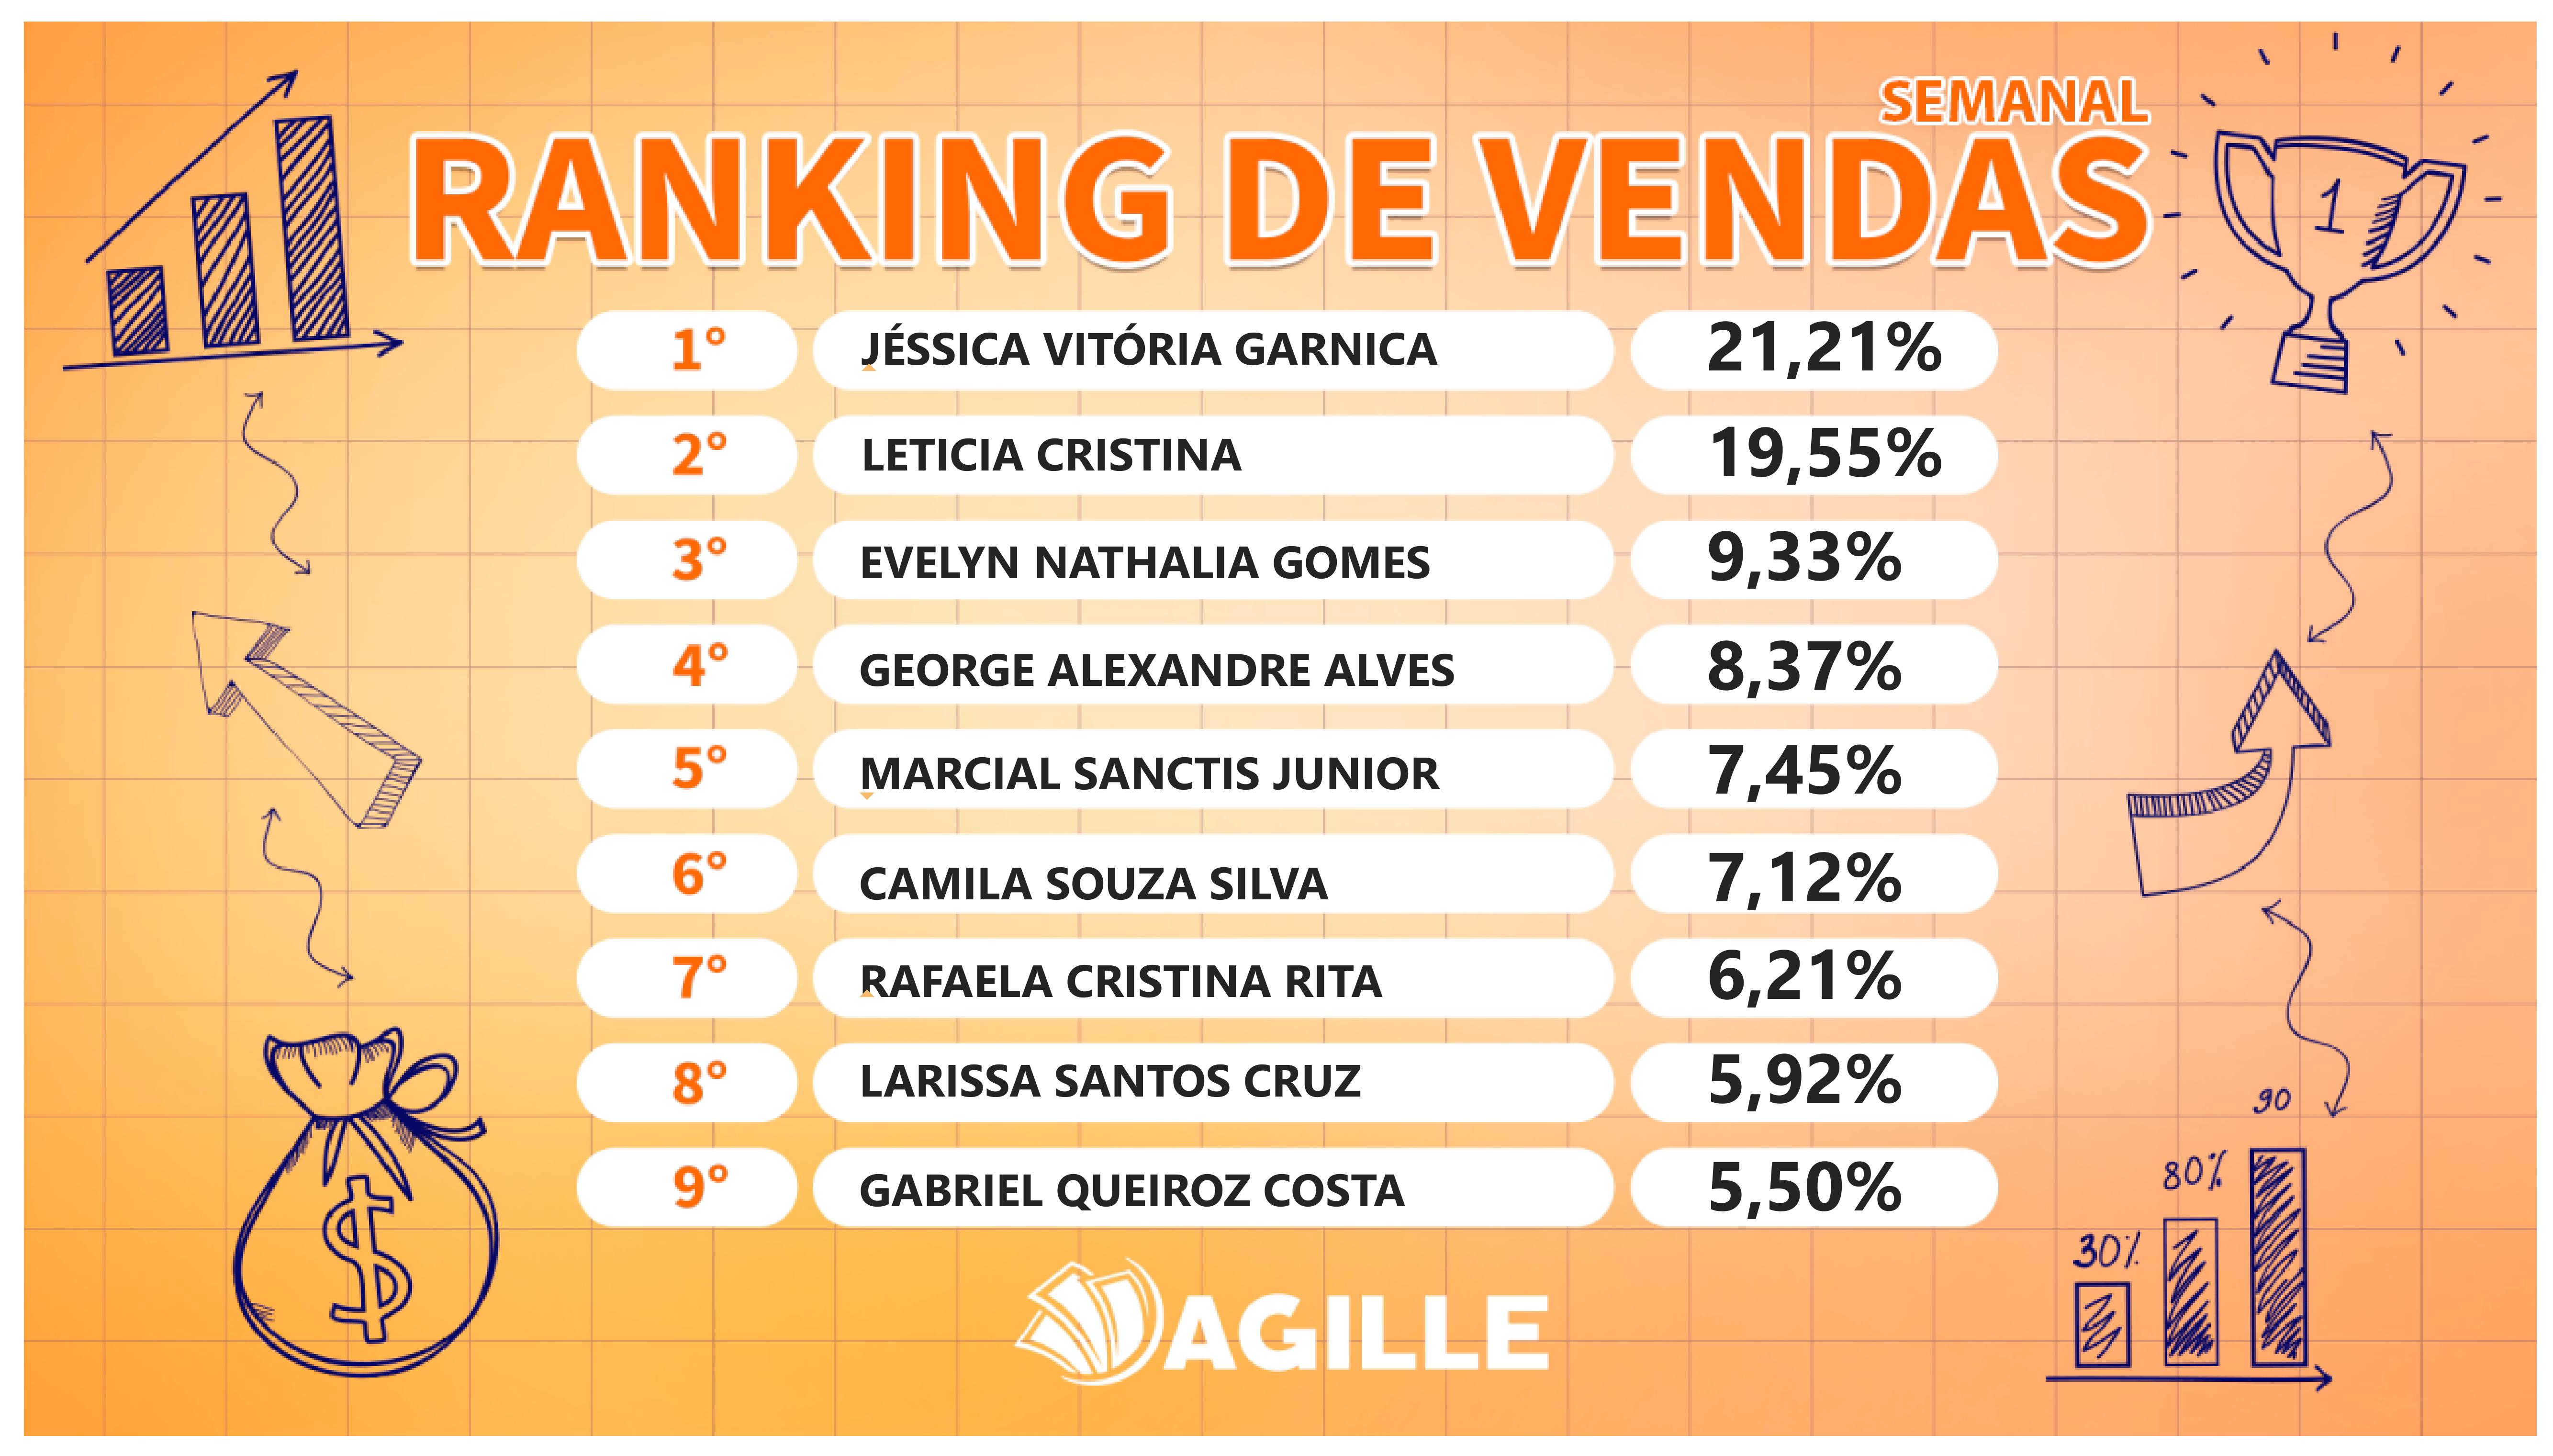 SEMANAL
RANKING DE VENDAS
1
1° JÉSSICA VITÓRIA GARNICA 21,21%
2° LETICIA CRISTINA 19,55%
3° EVELYN NATHALIA GOMES 9,33%
4° GEORGE ALEXANDRE ALVES 8,37%
5° MARCIAL SANCTIS JUNIOR 7,45%
6° CAMILA SOUZA SILVA 7,12%
7° RAFAELA CRISTINA RITA 6,21%
8° LARISSA SANTOS CRUZ 5,92%
9° GABRIEL QUEIROZ COSTA 5,50%
$
90
80%
30%
AGILLE